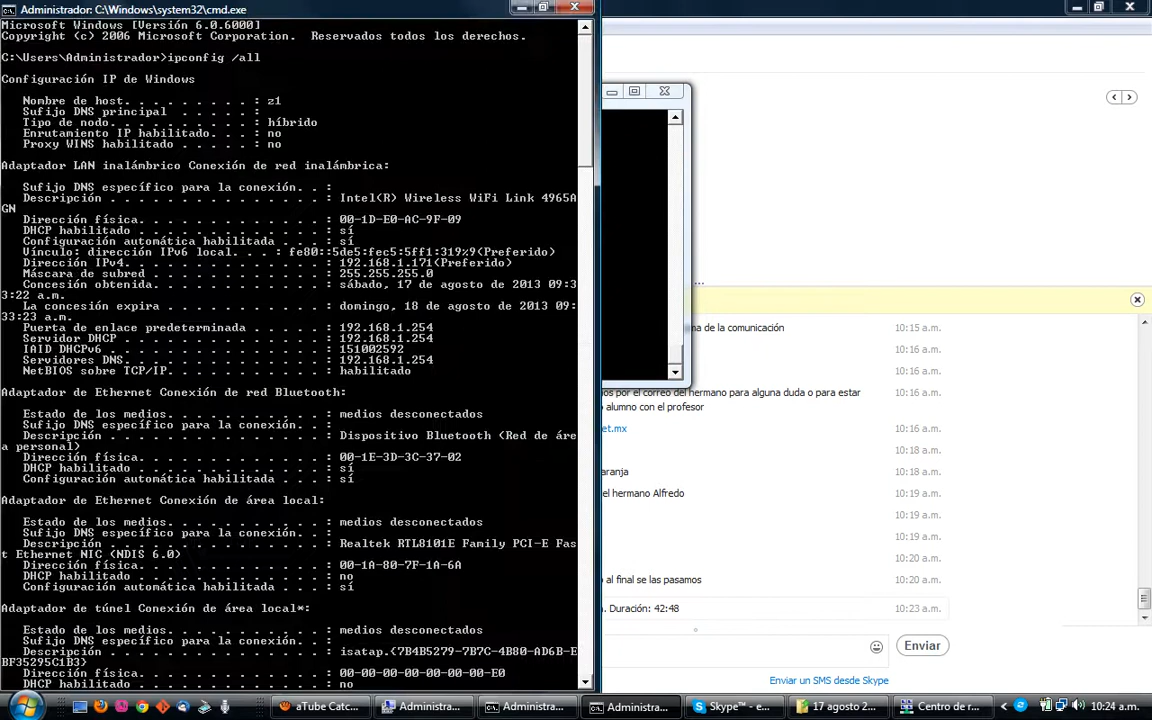 Administrador: C:\Windows\system32\cmd.exe
Microsoft Windows [Versión 6.0.6000]
Copyright (c) 2006 Microsoft Corporation.  Reservados todos los derechos.
C:\Users\Administrador>ipconfig /all
Configuración IP de Windows
Nombre de host. . . . . . . . . : z1
Sufijo DNS principal  . . . . . :
Tipo de nodo. . . . . . . . . . : híbrido
Enrutamiento IP habilitado. . . : no
Proxy WINS habilitado . . . . . : no
Adaptador LAN inalámbrico Conexión de red inalámbrica:
Sufijo DNS específico para la conexión. . :
Descripción . . . . . . . . . . . . . . . : Intel(R) Wireless WiFi Link 4965A
GN
Dirección física. . . . . . . . . . . . . : 00-1D-E0-AC-9F-09
DHCP habilitado . . . . . . . . . . . . . : sí
Configuración automática habilitada . . . : sí
Vínculo: dirección IPv6 local. . . : fe80::5de5:fec5:5ff1:319%9(Preferido)
Dirección IPv4. . . . . . . . . . . . . . : 192.168.1.171(Preferido)
Máscara de subred . . . . . . . . . . . . : 255.255.255.0
Concesión obtenida. . . . . . . . . . . . : sábado, 17 de agosto de 2013 09:3
3:22 a.m.
La concesión expira . . . . . . . . . . . : domingo, 18 de agosto de 2013 09:
33:23 a.m.
Puerta de enlace predeterminada . . . . . : 192.168.1.254
Servidor DHCP . . . . . . . . . . . . . . : 192.168.1.254
IAID DHCPv6 . . . . . . . . . . . . . . . : 151002592
Servidores DNS. . . . . . . . . . . . . . : 192.168.1.254
NetBIOS sobre TCP/IP. . . . . . . . . . . : habilitado
Adaptador de Ethernet Conexión de red Bluetooth:
Estado de los medios. . . . . . . . . . . : medios desconectados
Sufijo DNS específico para la conexión. . :
Descripción . . . . . . . . . . . . . . . : Dispositivo Bluetooth (Red de áre
a personal)
Dirección física. . . . . . . . . . . . . : 00-1E-3D-3C-37-02
DHCP habilitado . . . . . . . . . . . . . : sí
Configuración automática habilitada . . . : sí
Adaptador de Ethernet Conexión de área local:
Estado de los medios. . . . . . . . . . . : medios desconectados
Sufijo DNS específico para la conexión. . :
Descripción . . . . . . . . . . . . . . . : Realtek RTL8101E Family PCI-E Fas
t Ethernet NIC (NDIS 6.0)
Dirección física. . . . . . . . . . . . . : 00-1A-80-7F-1A-6A
DHCP habilitado . . . . . . . . . . . . . : no
Configuración automática habilitada . . . : sí
Adaptador de túnel Conexión de área local*:
Estado de los medios. . . . . . . . . . . : medios desconectados
Sufijo DNS específico para la conexión. . :
Descripción . . . . . . . . . . . . . . . : isatap.{7B4B5279-7B7C-4B80-AD6B-E
BF35295C1B3}
Dirección física. . . . . . . . . . . . . : 00-00-00-00-00-00-00-E0
DHCP habilitado . . . . . . . . . . . . . : no
...
ma de la comunicación 10:15 a.m.
10:16 a.m.
10:16 a.m.
nos por el correo del hermano para alguna duda o para estar
alumno con el profesor
et.mx 10:16 a.m.
aranja 10:18 a.m.
el hermano Alfredo 10:19 a.m.
10:19 a.m.
10:19 a.m.
10:20 a.m.
al final se las pasamos 10:20 a.m.
. Duración: 42:48 10:23 a.m.
Enviar
Enviar un SMS desde Skype
aTube Catc...
Administra...
Administra...
Administra...
Skype™ - e...
17 agosto 2...
Centro de r...
10:24 a.m.